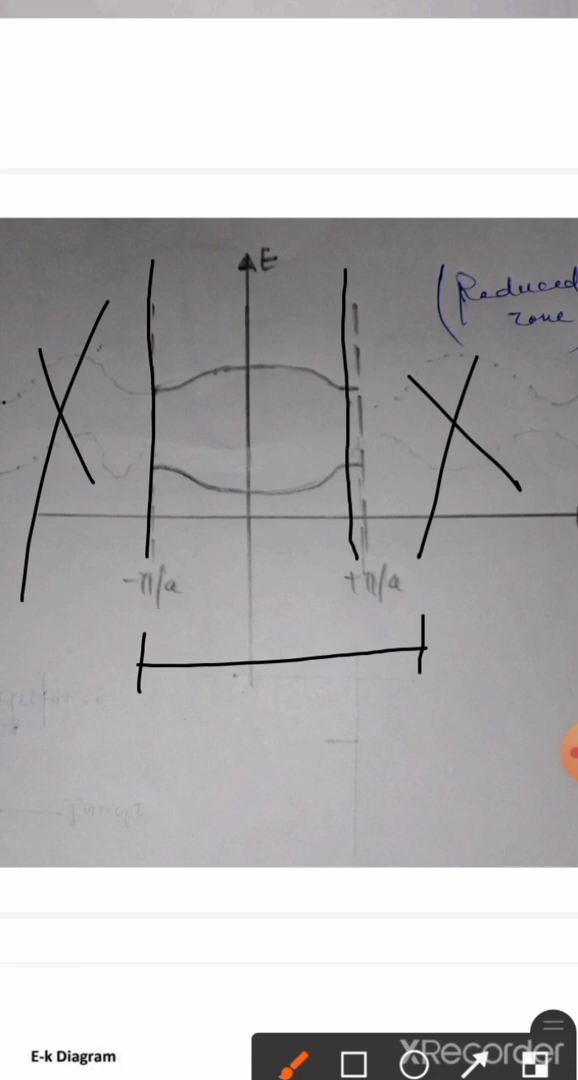 E
(Reduced
zone
-π/a
+π/a
E-k Diagram
XRecorder